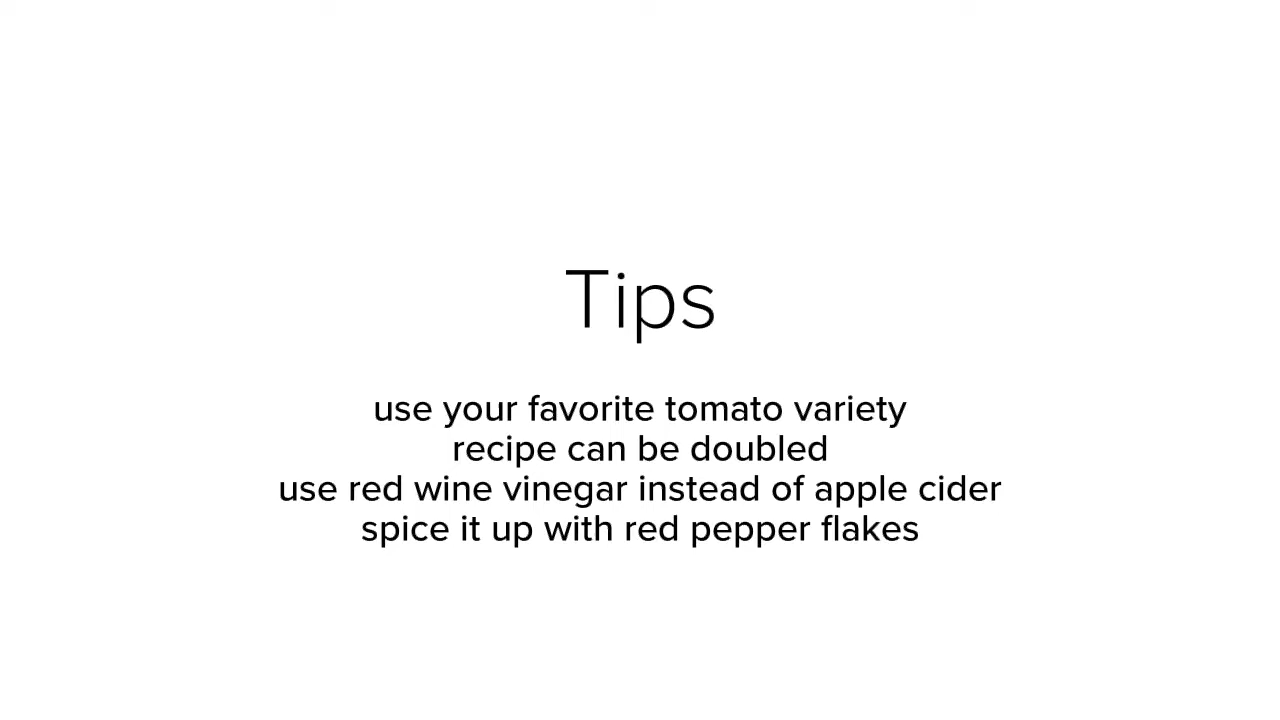 Tips
use your favorite tomato variety
recipe can be doubled
use red wine vinegar instead of apple cider
spice it up with red pepper flakes